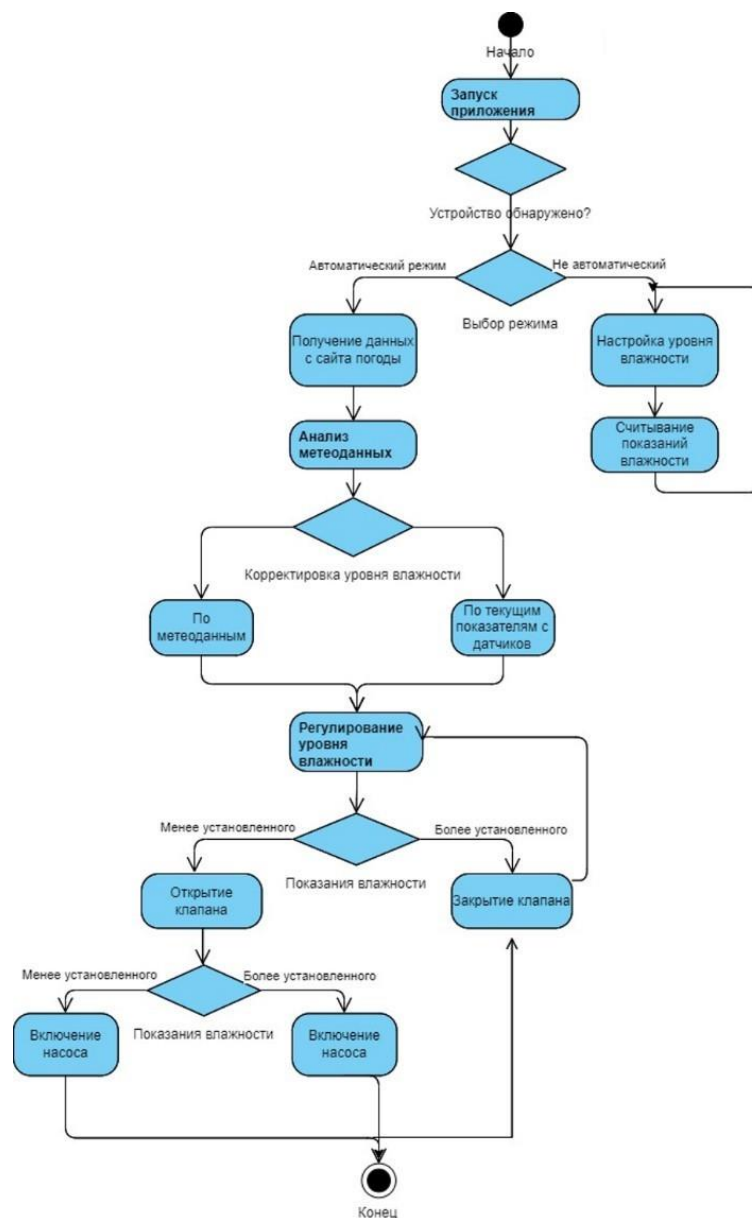 Начало
Запуск
приложения
Устройство обнаружено?
Автоматический режим
Не автоматический
Выбор режима
Получение данных
с сайта погоды
Настройка уровня
влажности
Анализ
метеоданных
Считывание
показаний
влажности
Корректировка уровня влажности
По
метеоданным
По текущим
показателям с
датчиков
Регулирование
уровня
влажности
Менее установленного
Более установленного
Показания влажности
Открытие
клапана
Закрытие клапана
Менее установленного
Более установленного
Показания влажности
Включение
насоса
Включение
насоса
Конец